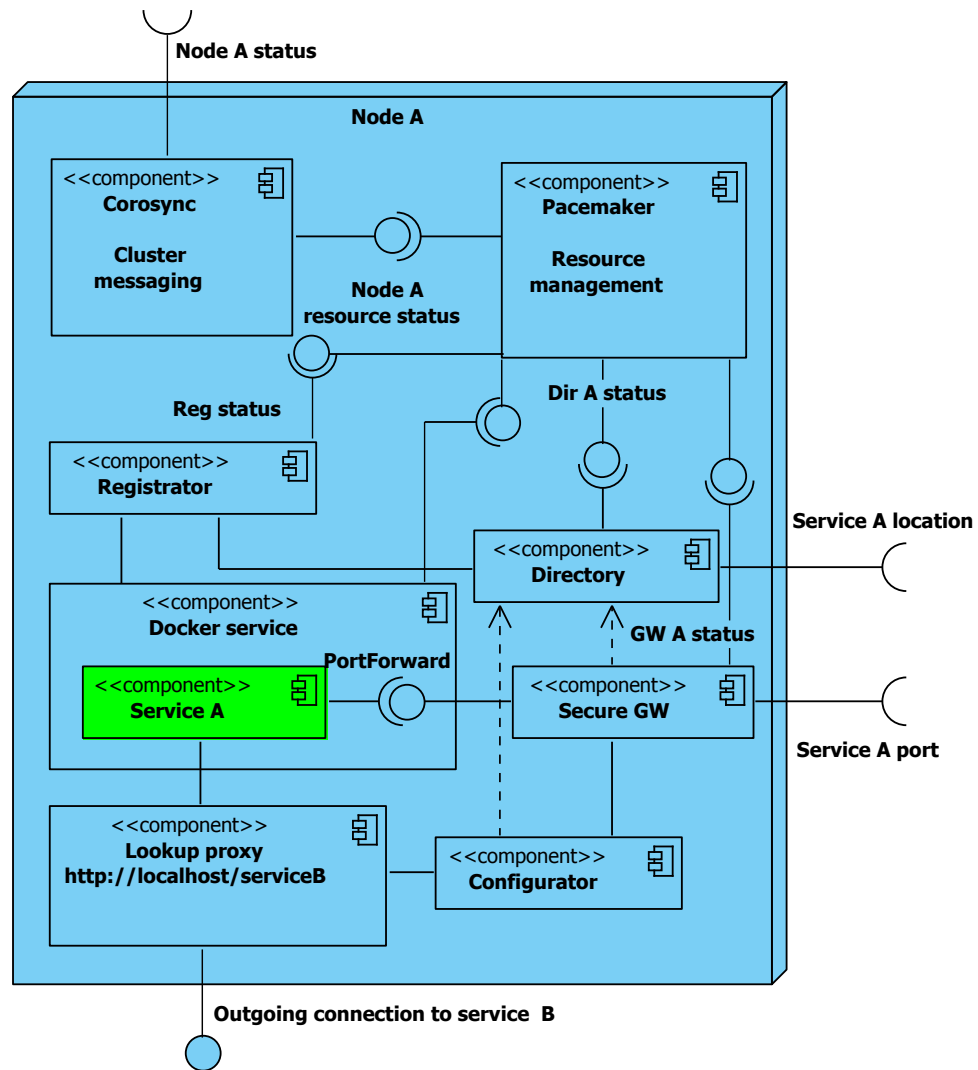 Node A status
Node A
<<component>>
Corosync
Cluster
messaging
<<component>>
Pacemaker
Resource
management
Node A
resource status
Dir A status
Reg status
<<component>>
Registrator
Service A location
<<component>>
Directory
<<component>>
Docker service
GW A status
PortForward
<<component>>
Service A
<<component>>
Secure GW
Service A port
<<component>>
Lookup proxy
http://localhost/serviceB
<<component>>
Configurator
Outgoing connection to service  B